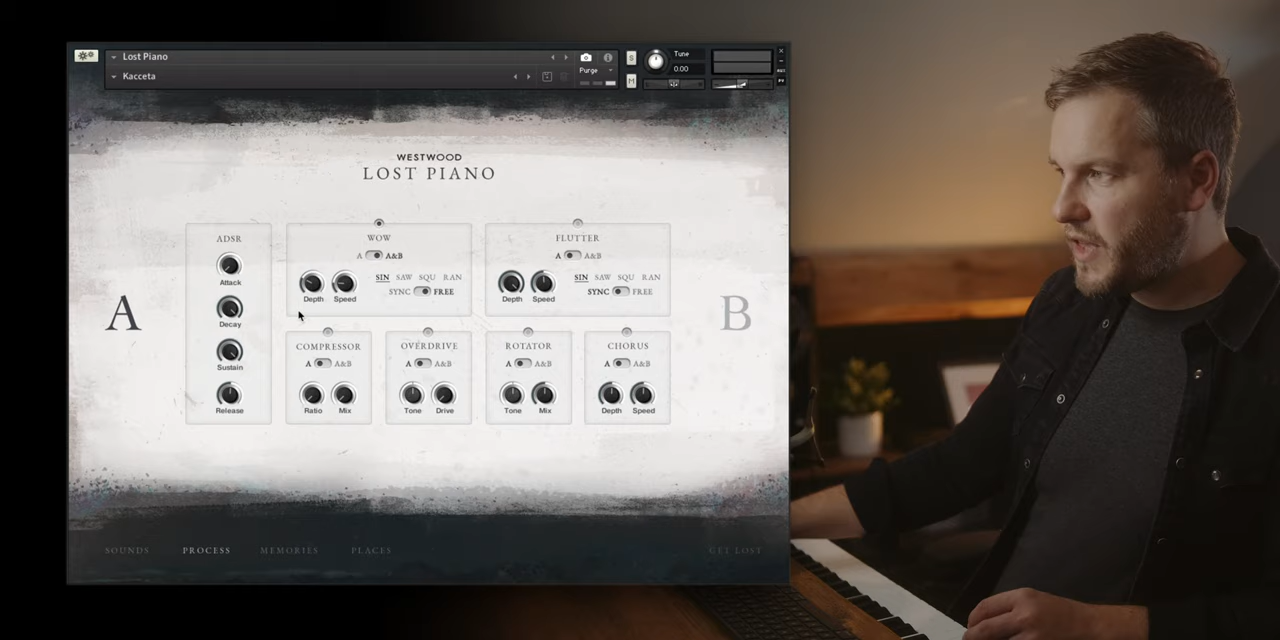 Lost Piano
Kacceta
Purge
S
M
Tune
0.00
WESTWOOD
LOST PIANO
A
B
ADSR
Attack
Decay
Sustain
Release
WOW
A A&B
Depth Speed
SIN SAW SQU RAN
SYNC FREE
FLUTTER
A A&B
Depth Speed
SIN SAW SQU RAN
SYNC FREE
COMPRESSOR
A A&B
Ratio Mix
OVERDRIVE
A A&B
Tone Drive
ROTATOR
A A&B
Tone Mix
CHORUS
A A&B
Depth Speed
SOUNDS PROCESS MEMORIES PLACES GET LOST